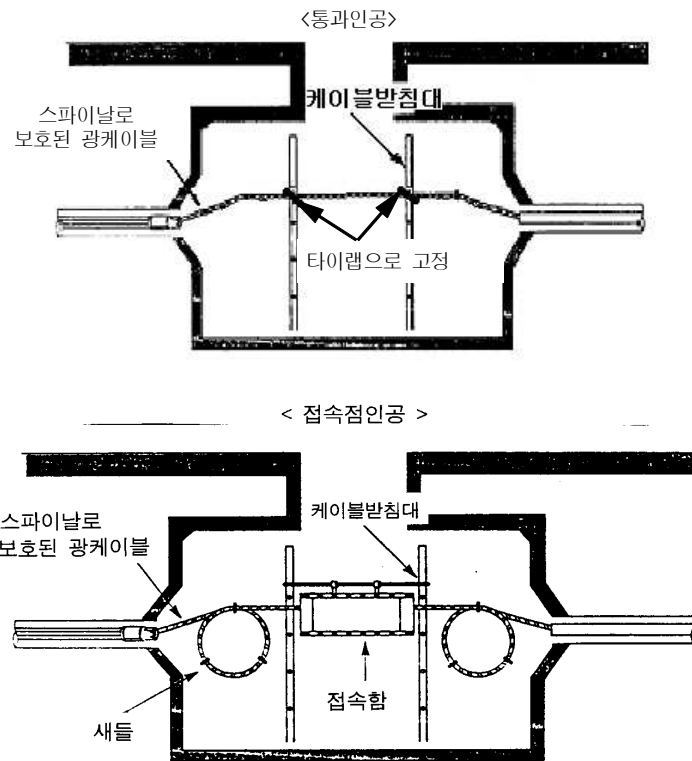 <통과인공>
케이블받침대
스파이날로
보호된 광케이블
타이랩으로 고정
< 접속점인공 >
스파이날로
보호된 광케이블
케이블받침대
접속함
새들